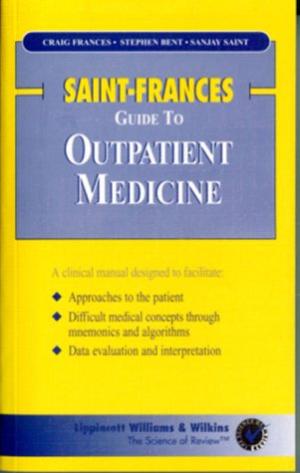 CRAIG FRANCES • STEPHEN BENT • SANJAY SAINT
SAINT-FRANCES
GUIDE TO
OUTPATIENT
MEDICINE
A clinical manual designed to facilitate:
◆ Approaches to the patient
◆ Difficult medical concepts through
mnemonics and algorithms
◆ Data evaluation and interpretation
Lippincott Williams & Wilkins
The Science of Review™